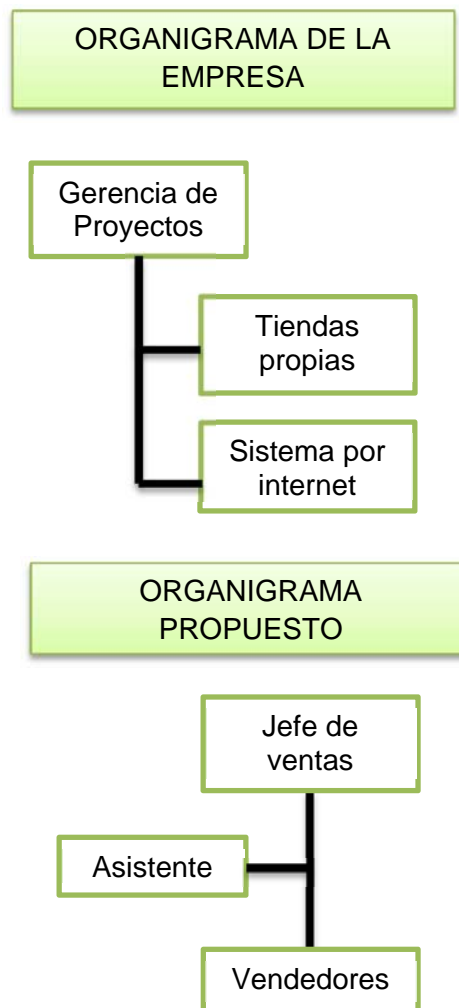 ORGANIGRAMA DE LA
EMPRESA
Gerencia de
Proyectos
Tiendas
propias
Sistema por
internet
ORGANIGRAMA
PROPUESTO
Jefe de
ventas
Asistente
Vendedores